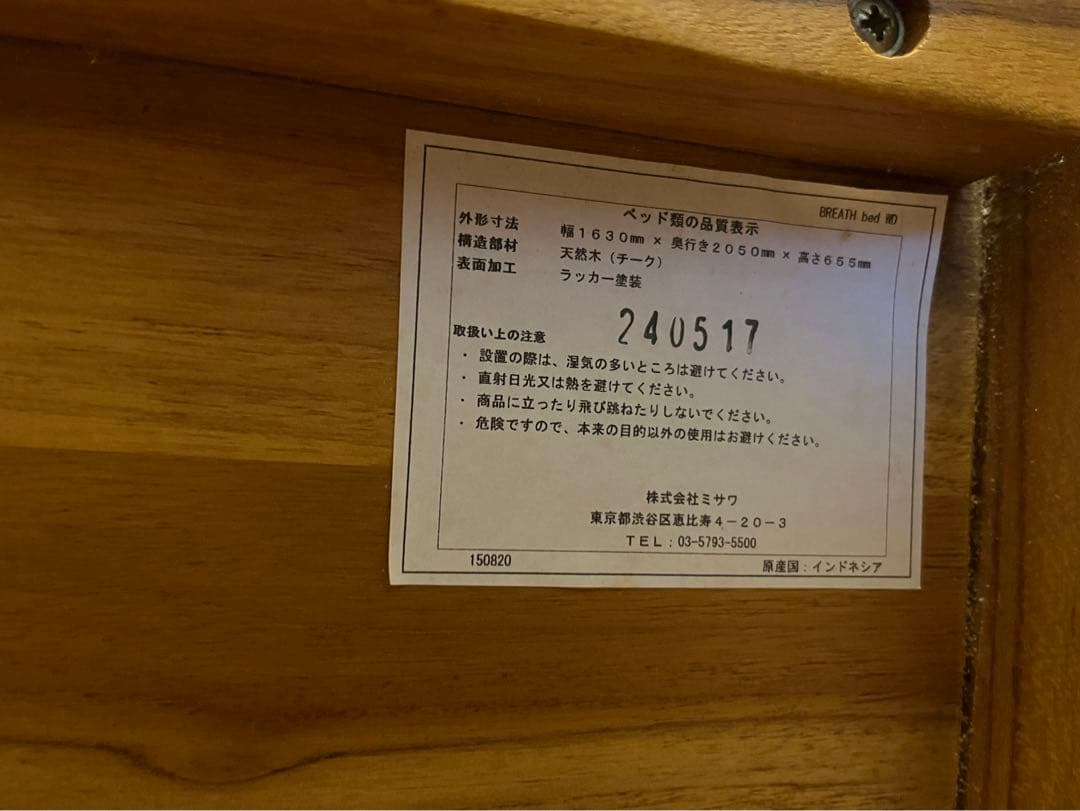 BREATH bed WD
ベッド類の品質表示
外形寸法　幅１６３０㎜ × 奥行き２０５０㎜ × 高さ６５５㎜
構造部材　天然木（チーク）
表面加工　ラッカー塗装
240517
取扱い上の注意
・ 設置の際は、湿気の多いところは避けてください。
・ 直射日光又は熱を避けてください。
・ 商品に立ったり飛び跳ねたりしないでください。
・ 危険ですので、本来の目的以外の使用はお避けください。
株式会社ミサワ
東京都渋谷区恵比寿４－２０－３
ＴＥＬ：03-5793-5500
150820　原産国：インドネシア